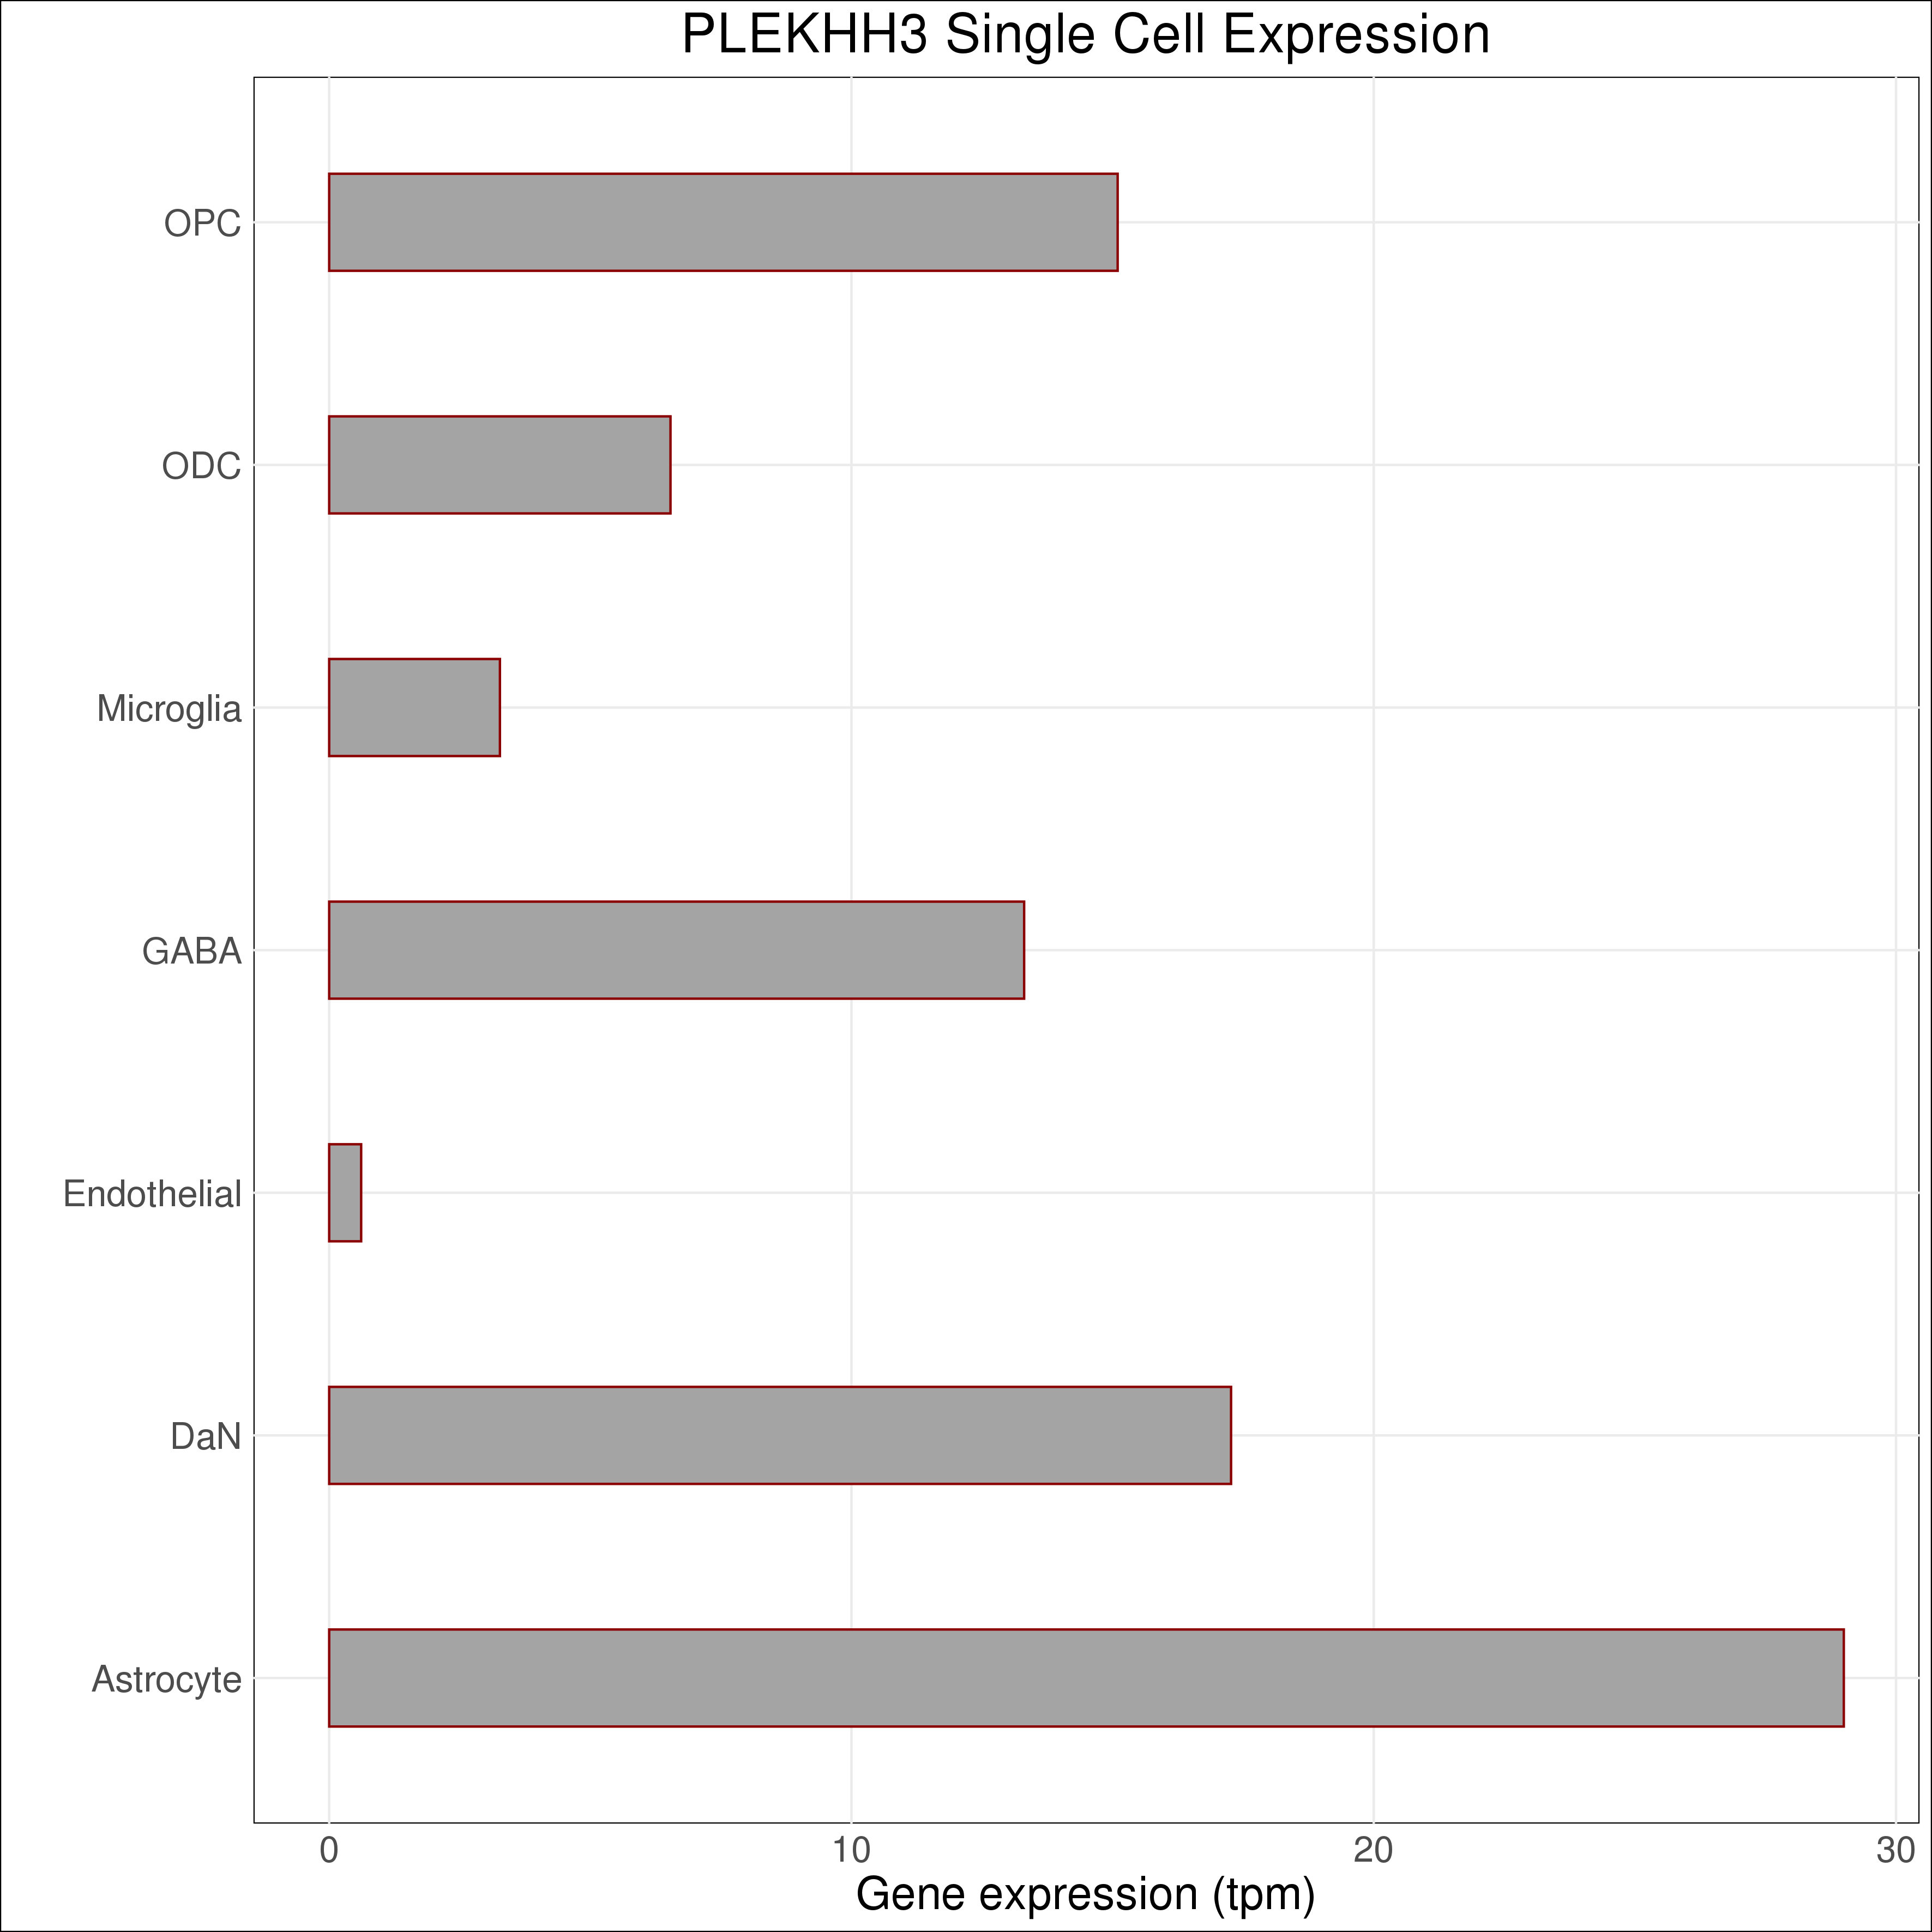 PLEKHH3 Single Cell Expression
OPC
ODC
Microglia
GABA
Endothelial
DaN
Astrocyte
0 10 20 30
Gene expression (tpm)